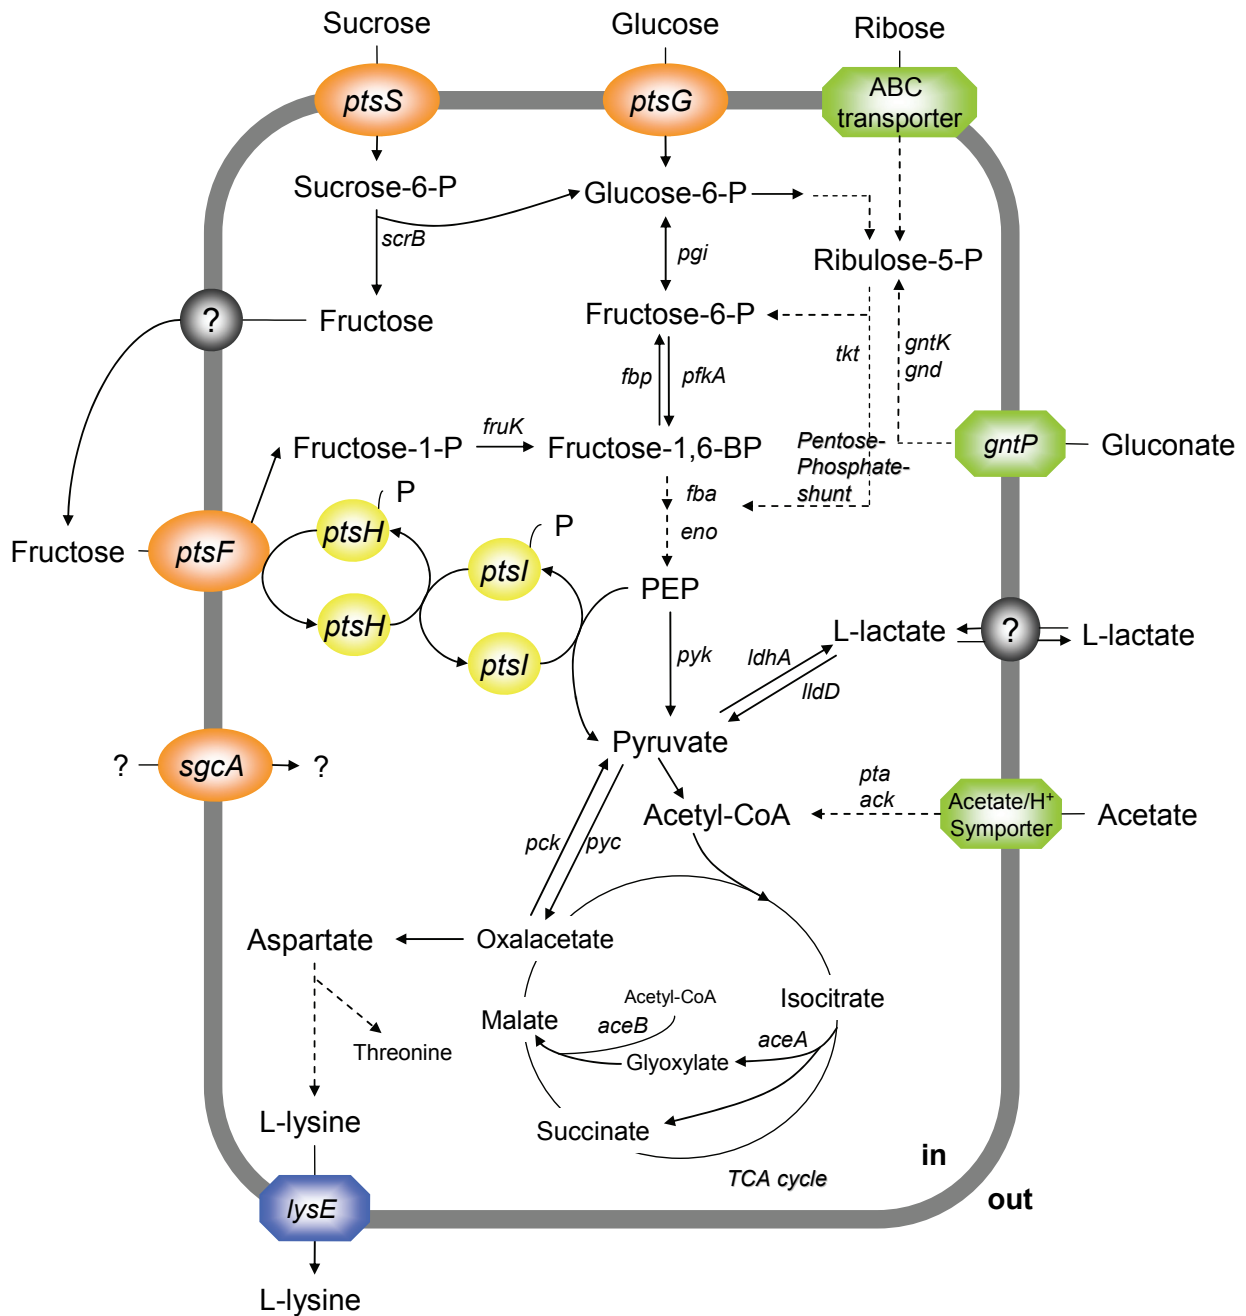 Sucrose
Glucose
Ribose
ptsS
ptsG
ABC
transporter
Sucrose-6-P
Glucose-6-P
scrB
pgi
Ribulose-5-P
?
Fructose
Fructose-6-P
tkt
gntK
gnd
fbp
pfkA
fruK
Fructose-1-P
Fructose-1,6-BP
Pentose-
Phosphate-
shunt
gntP
Gluconate
P
fba
ptsH
P
eno
Fructose
ptsF
ptsI
PEP
ptsH
L-lactate
?
L-lactate
ptsI
pyk
ldhA
lldD
Pyruvate
?
sgcA
?
pta
ack
Acetyl-CoA
Acetate/H+
Symporter
Acetate
pck
pyc
Aspartate
Oxalacetate
Acetyl-CoA
Isocitrate
Malate
aceB
aceA
Threonine
Glyoxylate
L-lysine
Succinate
in
TCA cycle
out
lysE
L-lysine